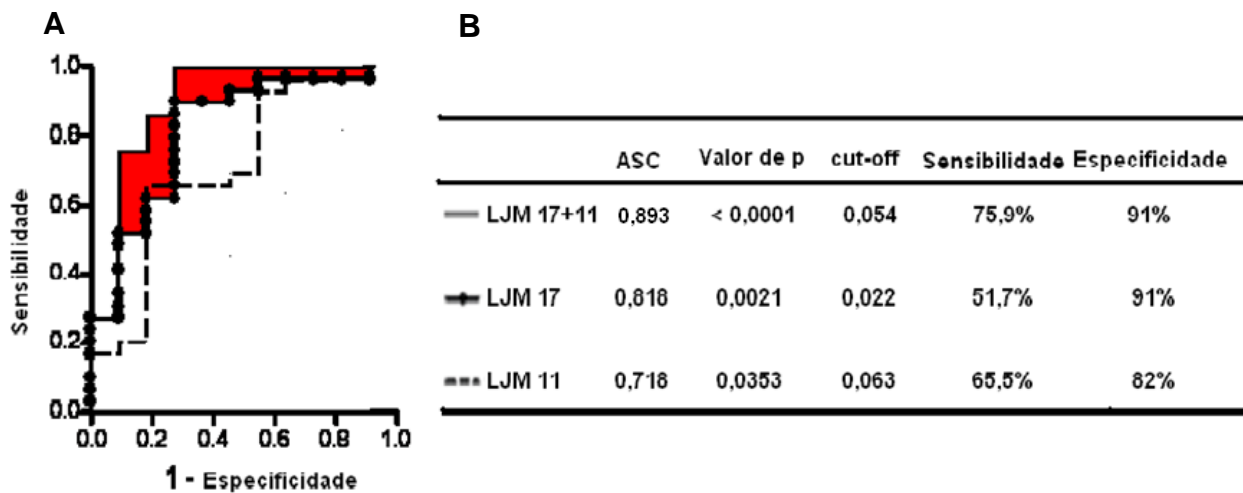 A
B
Sensibilidade
1.0
0.8
0.6
0.4
0.2
0.0
0.0 0.2 0.4 0.6 0.8 1.0
1 - Especificidade
ASC Valor de p cut-off Sensibilidade Especificidade
LJM 17+11 0,893 < 0,0001 0,054 75,9% 91%
LJM 17 0,818 0,0021 0,022 51,7% 91%
LJM 11 0,718 0,0353 0,063 65,5% 82%